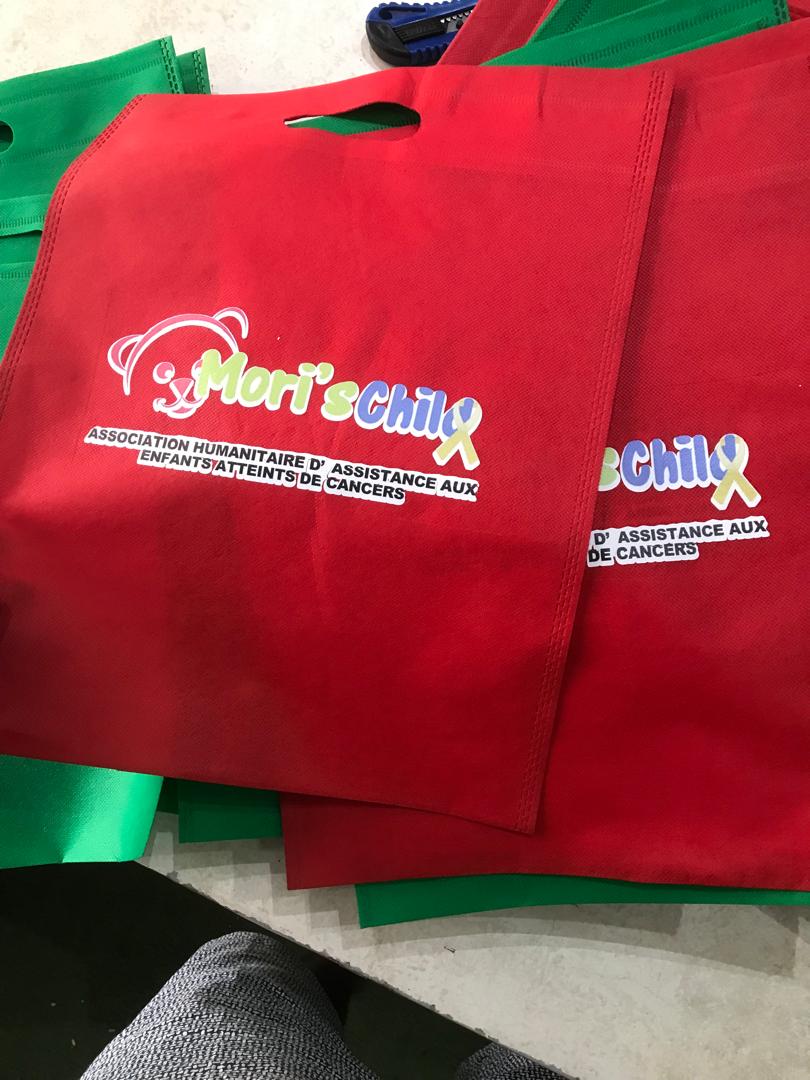 Mori'sChild
ASSOCIATION HUMANITAIRE D' ASSISTANCE AUX
ENFANTS ATTEINTS DE CANCERS
sChild
D' ASSISTANCE AUX
DE CANCERS